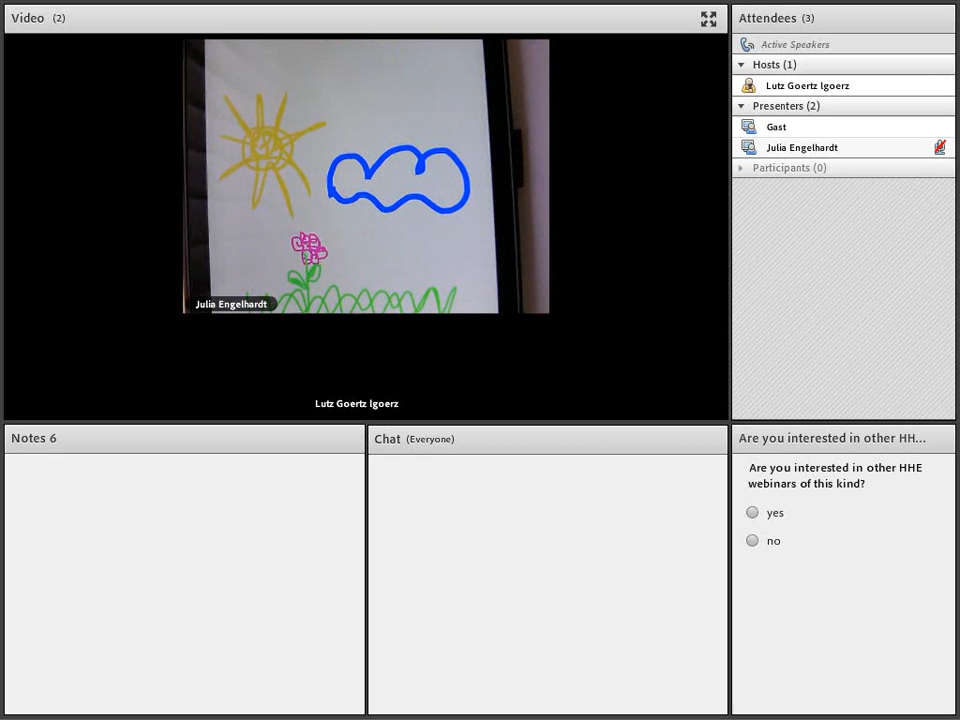 Video (2)
Julia Engelhardt
Lutz Goertz lgoerz
Attendees (3)
Active Speakers
Hosts (1)
Lutz Goertz lgoerz
Presenters (2)
Gast
Julia Engelhardt
Participants (0)
Notes 6
Chat (Everyone)
Are you interested in other HH...
Are you interested in other HHE
webinars of this kind?
yes
no